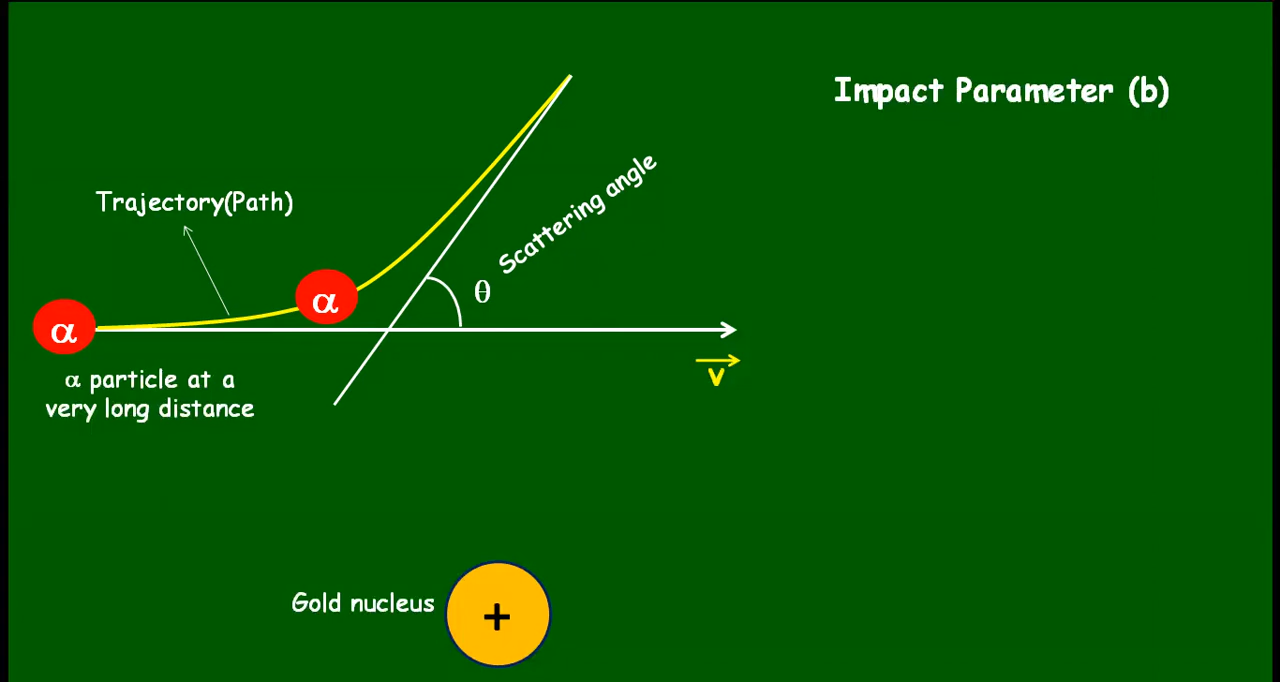 Impact Parameter (b)
Scattering angle
Trajectory(Path)
θ
α
α
α particle at a
very long distance
v
Gold nucleus
+